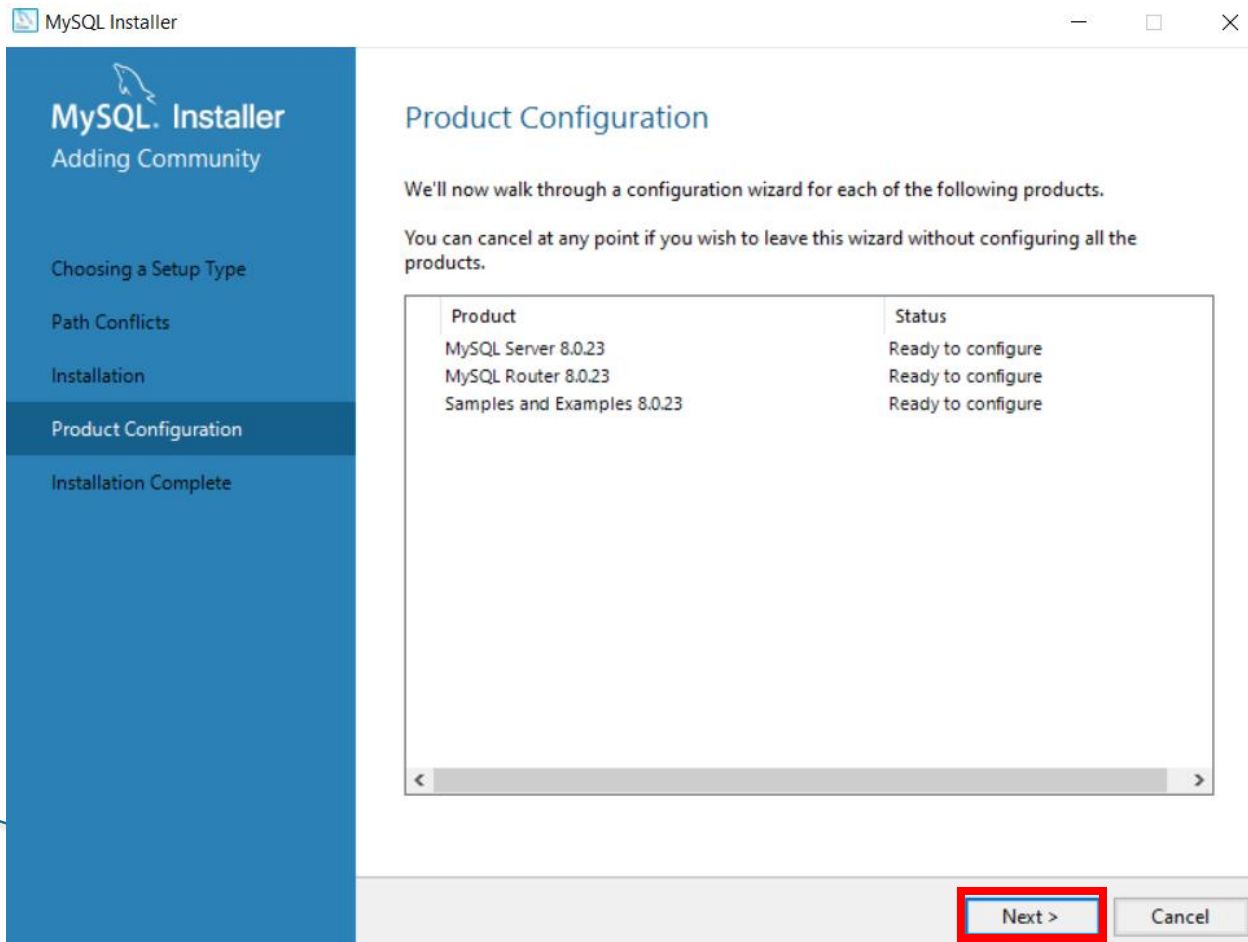 MySQL Installer
MySQL. Installer
Adding Community
Choosing a Setup Type
Path Conflicts
Installation
Product Configuration
Installation Complete
Product Configuration
We'll now walk through a configuration wizard for each of the following products.
You can cancel at any point if you wish to leave this wizard without configuring all the
products.
Product Status
MySQL Server 8.0.23 Ready to configure
MySQL Router 8.0.23 Ready to configure
Samples and Examples 8.0.23 Ready to configure
Next > Cancel